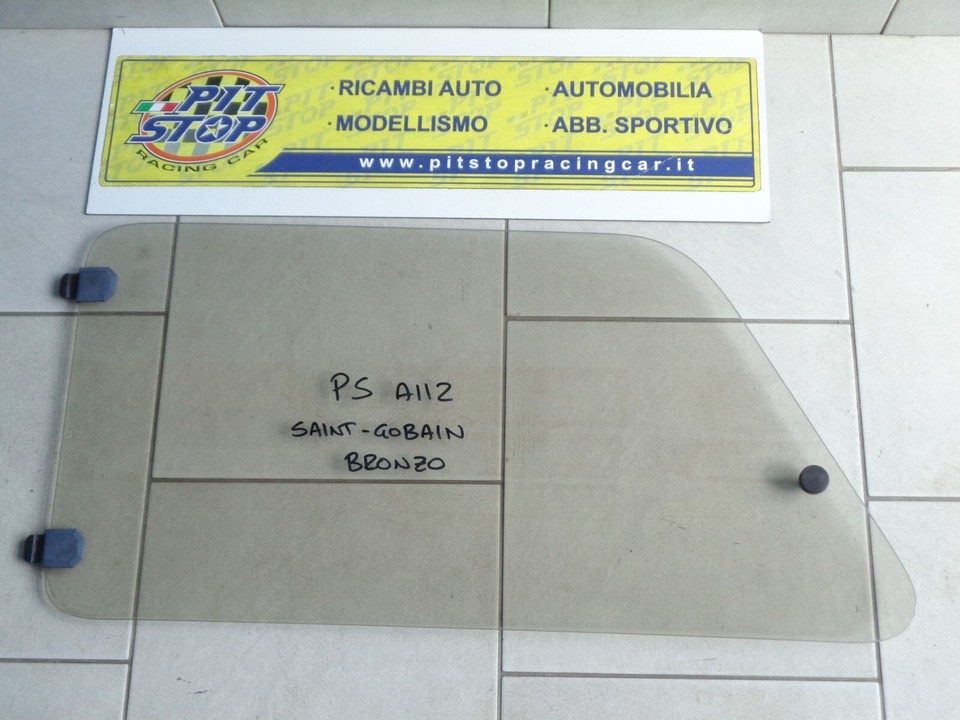 PIT
STOP
RACING CAR
· RICAMBI AUTO · AUTOMOBILIA
· MODELLISMO · ABB. SPORTIVO
www.pitstopracingcar.it
PS A112
SAINT-GOBAIN
BRONZO